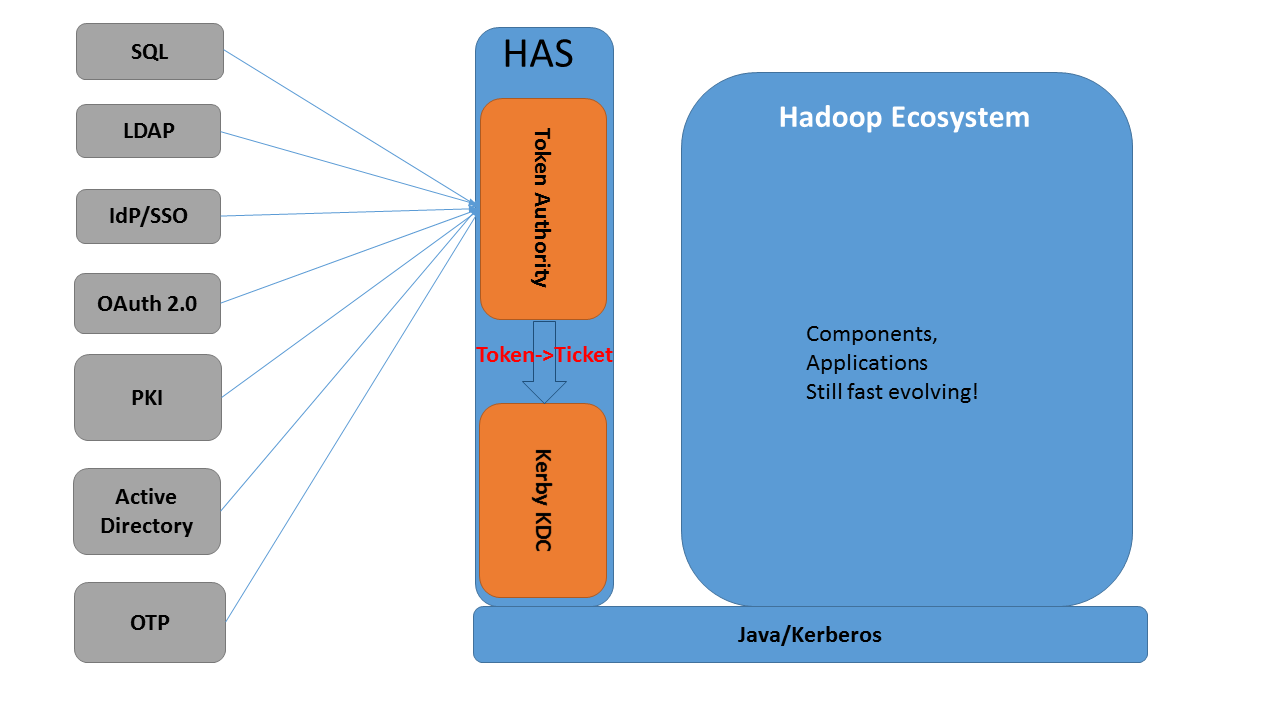 SQL
LDAP
IdP/SSO
OAuth 2.0
PKI
Active
Directory
OTP
HAS
Token Authority
Token->Ticket
Kerby KDC
Hadoop Ecosystem
Components,
Applications
Still fast evolving!
Java/Kerberos